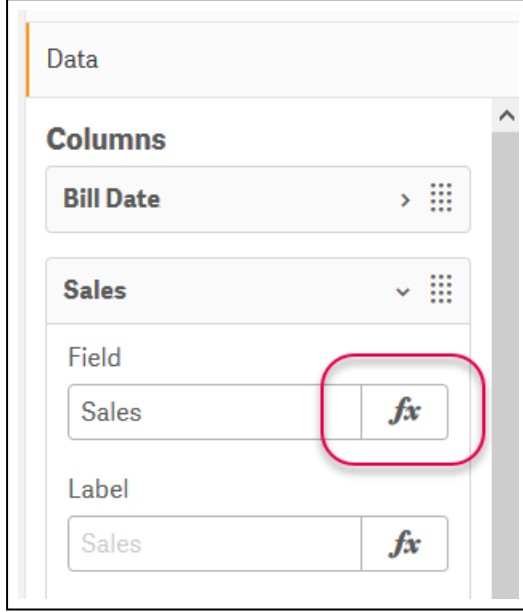 Data
Columns
Bill Date
Sales
Field
Sales fx
Label
Sales fx